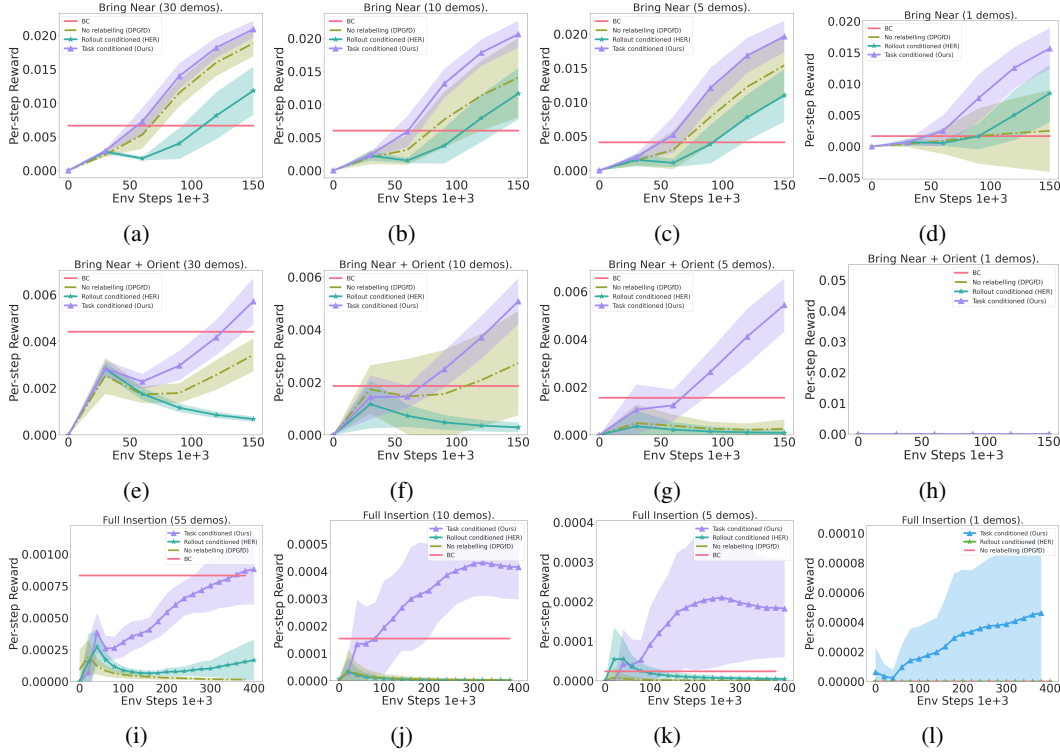 Bring Near (30 demos).
BC
No relabelling (DPGfD)
Rollout conditioned (HER)
Task conditioned (Ours)
Per-step Reward
0.020
0.015
0.010
0.005
0.000
0 50 100 150
Env Steps 1e+3
(a)
Bring Near (10 demos).
BC
No relabelling (DPGfD)
Rollout conditioned (HER)
Task conditioned (Ours)
Per-step Reward
0.020
0.015
0.010
0.005
0.000
0 50 100 150
Env Steps 1e+3
(b)
Bring Near (5 demos).
BC
No relabelling (DPGfD)
Rollout conditioned (HER)
Task conditioned (Ours)
Per-step Reward
0.020
0.015
0.010
0.005
0.000
0 50 100 150
Env Steps 1e+3
(c)
Bring Near (1 demos).
BC
No relabelling (DPGfD)
Rollout conditioned (HER)
Task conditioned (Ours)
Per-step Reward
0.020
0.015
0.010
0.005
0.000
−0.005
0 50 100 150
Env Steps 1e+3
(d)
Bring Near + Orient (30 demos).
BC
No relabelling (DPGfD)
Rollout conditioned (HER)
Task conditioned (Ours)
Per-step Reward
0.006
0.004
0.002
0.000
0 50 100 150
Env Steps 1e+3
(e)
Bring Near + Orient (10 demos).
BC
No relabelling (DPGfD)
Rollout conditioned (HER)
Task conditioned (Ours)
Per-step Reward
0.006
0.004
0.002
0.000
0 50 100 150
Env Steps 1e+3
(f)
Bring Near + Orient (5 demos).
BC
No relabelling (DPGfD)
Rollout conditioned (HER)
Task conditioned (Ours)
Per-step Reward
0.006
0.004
0.002
0.000
0 50 100 150
Env Steps 1e+3
(g)
Bring Near + Orient (1 demos).
BC
No relabelling (DPGfD)
Rollout conditioned (HER)
Task conditioned (Ours)
Per-step Reward
0.05
0.04
0.03
0.02
0.01
0.00
0 50 100 150
Env Steps 1e+3
(h)
Full Insertion (55 demos).
Task conditioned (Ours)
Rollout conditioned (HER)
No relabelling (DPGfD)
BC
Per-step Reward
0.00100
0.00075
0.00050
0.00025
0.00000
0 100 200 300 400
Env Steps 1e+3
(i)
Full Insertion (10 demos).
Task conditioned (Ours)
Rollout conditioned (HER)
No relabelling (DPGfD)
BC
Per-step Reward
0.0005
0.0004
0.0003
0.0002
0.0001
0.0000
0 100 200 300 400
Env Steps 1e+3
(j)
Full Insertion (5 demos).
Task conditioned (Ours)
Rollout conditioned (HER)
No relabelling (DPGfD)
BC
Per-step Reward
0.0004
0.0003
0.0002
0.0001
0.0000
0 100 200 300 400
Env Steps 1e+3
(k)
Full Insertion (1 demos).
Task conditioned (Ours)
Rollout conditioned (HER)
No relabelling (DPGfD)
Per-step Reward
0.00010
0.00008
0.00006
0.00004
0.00002
0.00000
0 100 200 300 400
Env Steps 1e+3
(l)